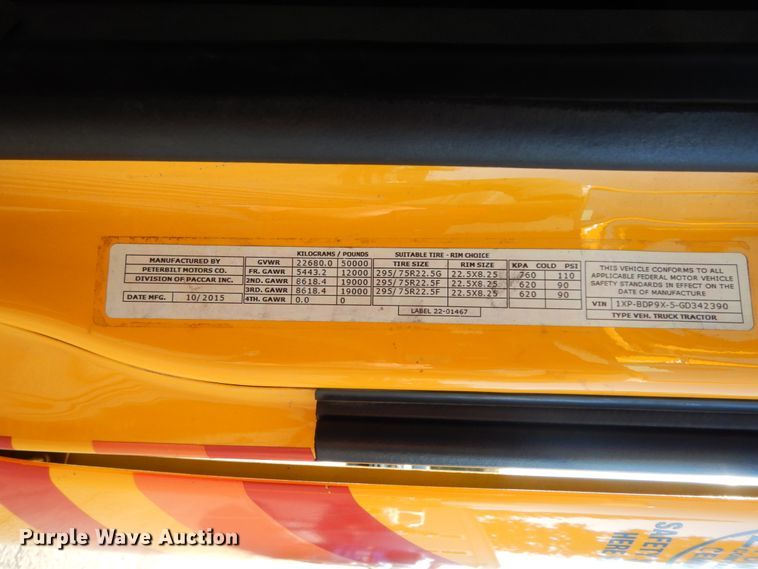 MANUFACTURED BY
PETERBILT MOTORS CO.
DIVISION OF PACCAR INC.
DATE MFG. 10/2015
KILOGRAMS / POUNDS
GVWR 22680.0 50000
FR. GAWR 5443.2 12000
2ND. GAWR 8618.4 19000
3RD. GAWR 8618.4 19000
4TH. GAWR 0.0 0
SUITABLE TIRE - RIM CHOICE
TIRE SIZE RIM SIZE KPA COLD PSI
295/75R22.5G 22.5X8.25 760 110
295/75R22.5F 22.5X8.25 620 90
295/75R22.5F 22.5X8.25 620 90
LABEL 22-01467
THIS VEHICLE CONFORMS TO ALL
APPLICABLE FEDERAL MOTOR VEHICLE
SAFETY STANDARDS IN EFFECT ON THE
DATE OF MANUFACTURE
VIN 1XP-BDP9X-5-GD342390
TYPE VEH. TRUCK TRACTOR
SAFETY
HERE
Purple Wave Auction